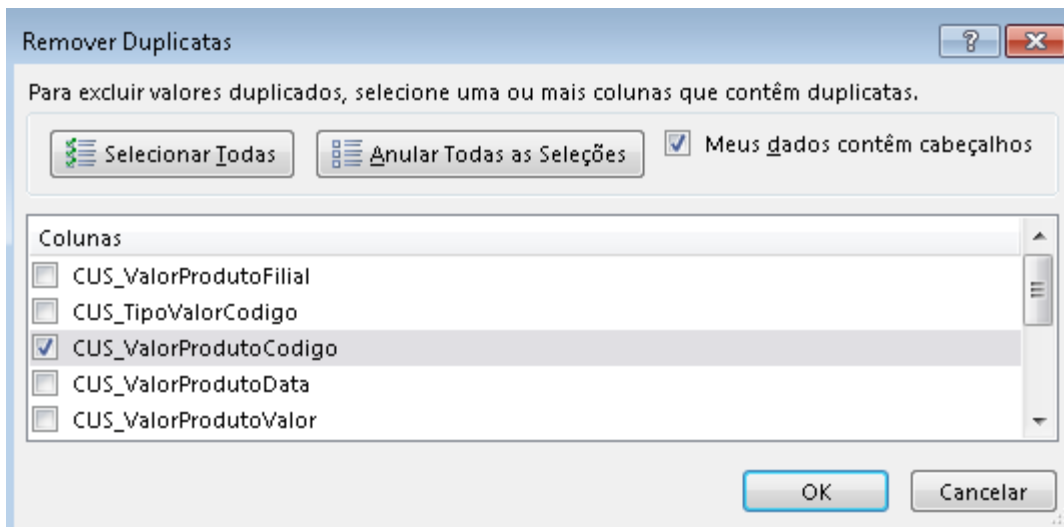 Remover Duplicatas
Para excluir valores duplicados, selecione uma ou mais colunas que contêm duplicatas.
Selecionar Todas
Anular Todas as Seleções
Meus dados contêm cabeçalhos
Colunas
CUS_ValorProdutoFilial
CUS_TipoValorCodigo
CUS_ValorProdutoCodigo
CUS_ValorProdutoData
CUS_ValorProdutoValor
OK
Cancelar